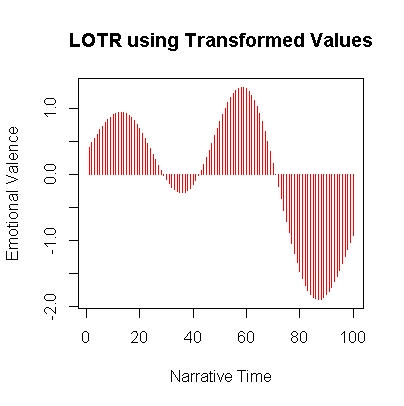 LOTR using Transformed Values
Emotional Valence
1.0
0.0
-1.0
-2.0
0 20 40 60 80 100
Narrative Time